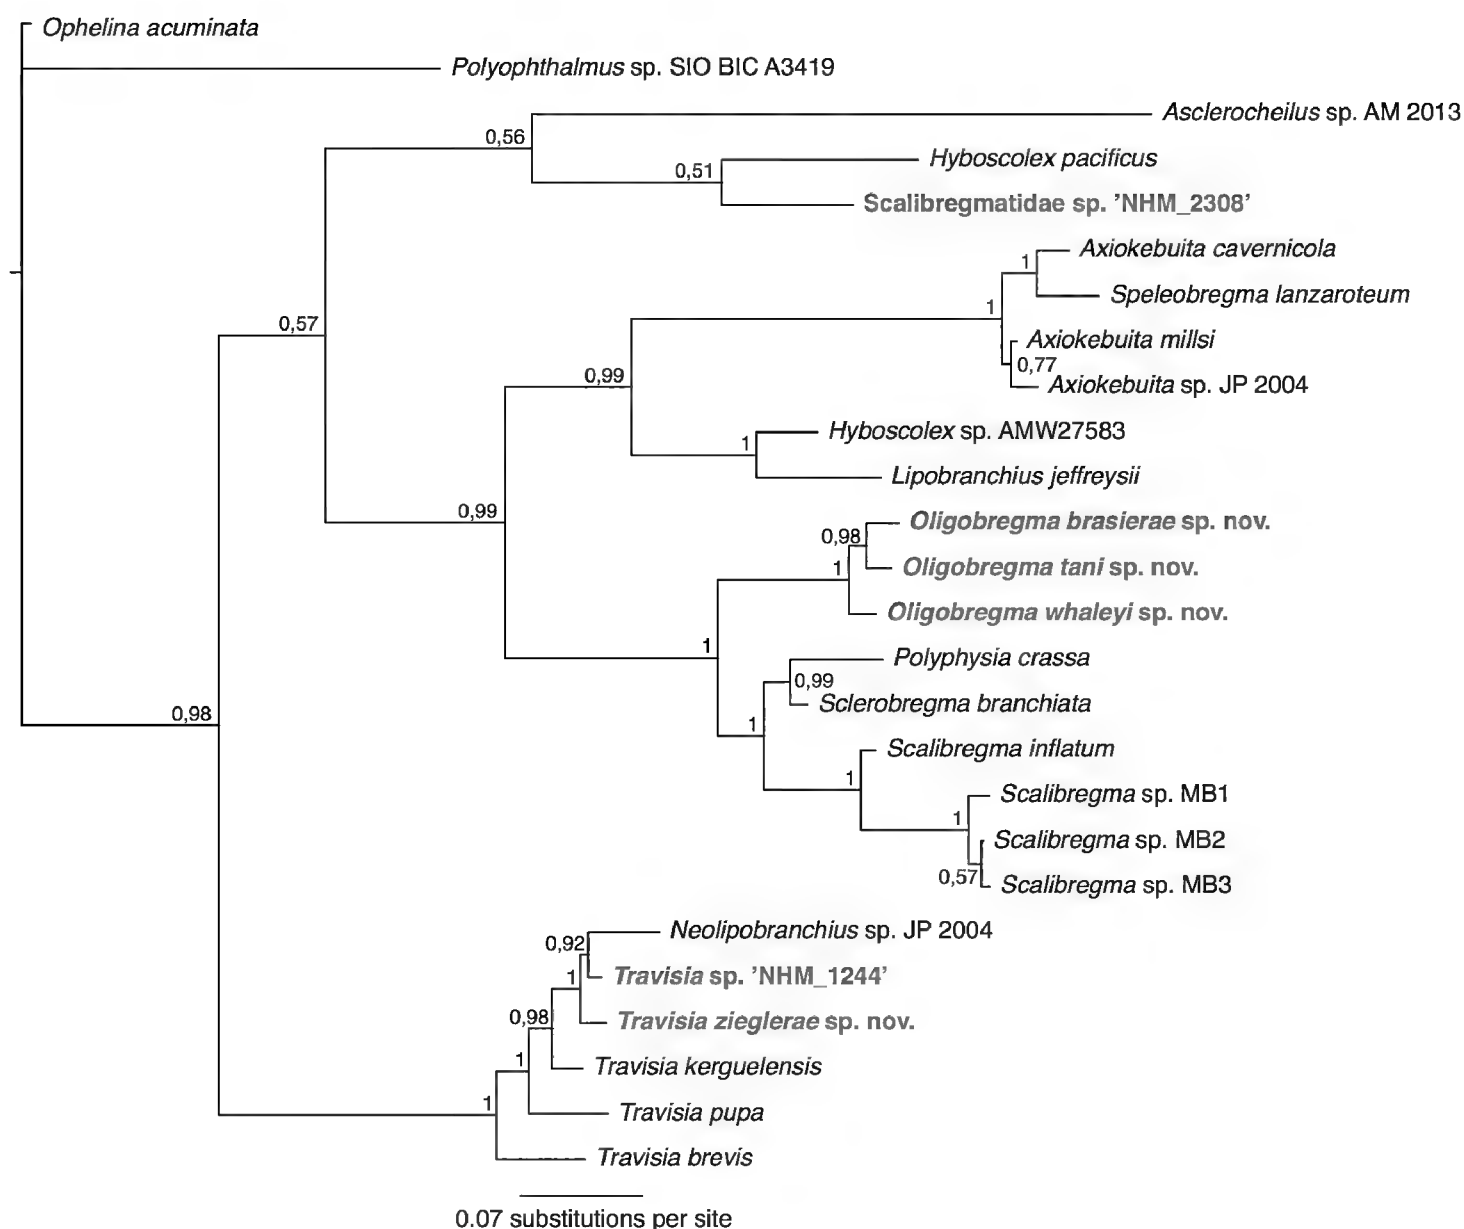 Ophelina acuminata
Polyophthalmus sp. SIO BIC A3419
Asclerocheilus sp. AM 2013
0,56
Hyboscolex pacificus
0,51
Scalibregmatidae sp. 'NHM_2308'
Axiokebuita cavernicola
1
Speleobregma lanzaroteum
1
0,57
Axiokebuita millsi
0,77
0,99
Axiokebuita sp. JP 2004
Hyboscolex sp. AMW27583
1
Lipobranchius jeffreysii
0,99
Oligobregma brasierae sp. nov.
0,98
Oligobregma tani sp. nov.
1
Oligobregma whaleyi sp. nov.
1
Polyphysia crassa
0,99
Sclerobregma branchiata
0,98
1
Scalibregma inflatum
1
Scalibregma sp. MB1
1
Scalibregma sp. MB2
0,57
Scalibregma sp. MB3
Neolipobranchius sp. JP 2004
0,92
Travisia sp. 'NHM_1244'
1
Travisia zieglerae sp. nov.
0,98
Travisia kerguelensis
1
1
Travisia pupa
Travisia brevis
0.07 substitutions per site